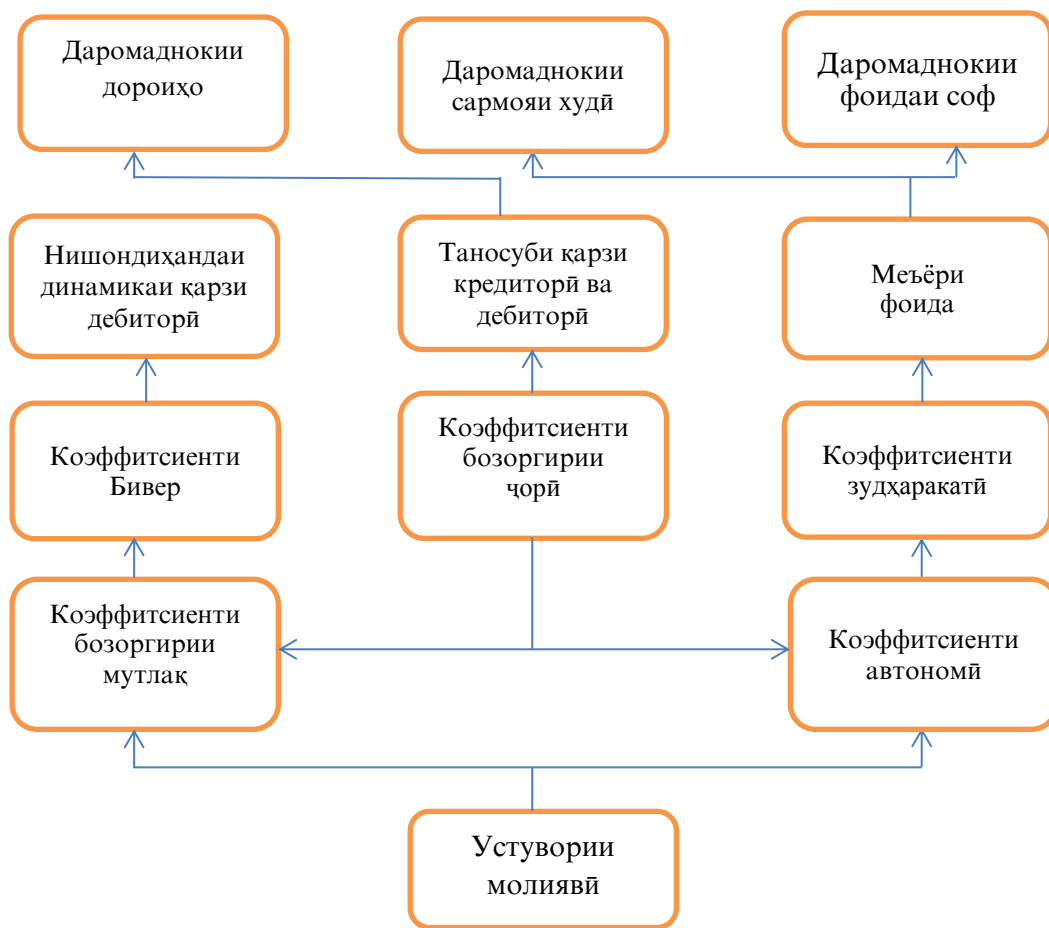 Даромаднокии
дороиҳо
Даромаднокии
сармояи худӣ
Даромаднокии
фоидаи соф
Нишондиҳандаи
динамикаи қарзи
дебиторӣ
Таносуби қарзи
кредиторӣ ва
дебиторӣ
Меъёри
фоида
Коэффитсиенти
Бивер
Коэффитсиенти
бозоргирии
ҷорӣ
Коэффитсиенти
зудҳаракатӣ
Коэффитсиенти
бозоргирии
мутлақ
Коэффитсиенти
автономӣ
Устувории
молиявӣ